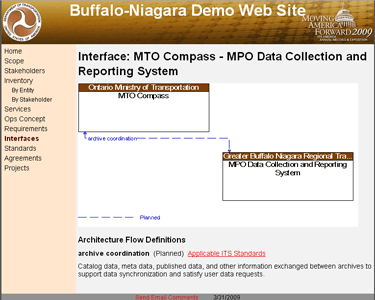 Buffalo-Niagara Demo Web Site
MOVING
AMERICA
FORWARD 2009
Home
Scope
Stakeholders
Inventory
By Entity
By Stakeholder
Services
Ops Concept
Requirements
Interfaces
Standards
Agreements
Projects
Interface: MTO Compass - MPO Data Collection and
Reporting System
Ontario Ministry of Transportation
MTO Compass
archive coordination
Greater Buffalo Niagara Regional Tra...
MPO Data Collection and Reporting
System
Planned
Architecture Flow Definitions
archive coordination (Planned) Applicable ITS Standards
Catalog data, meta data, published data, and other information exchanged between archives to
support data synchronization and satisfy user data requests.
Send Email Comments 3/31/2009